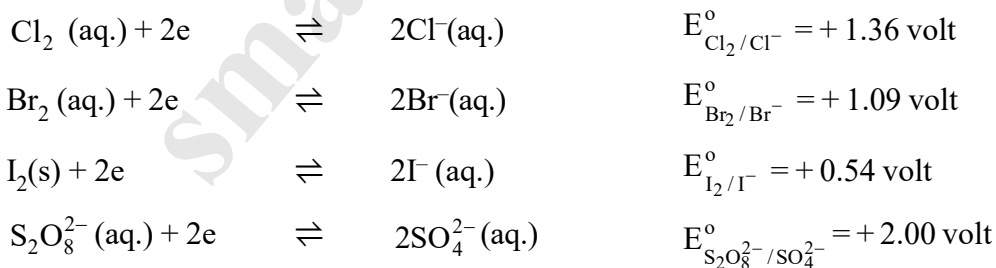 Cl₂ (aq.) + 2e ⇌ 2Cl⁻(aq.) E°Cl₂/Cl⁻ = + 1.36 volt
Br₂ (aq.) + 2e ⇌ 2Br⁻(aq.) E°Br₂/Br⁻ = + 1.09 volt
I₂(s) + 2e ⇌ 2I⁻ (aq.) E°I₂/I⁻ = + 0.54 volt
S₂O₈²⁻ (aq.) + 2e ⇌ 2SO₄²⁻ (aq.) E°S₂O₈²⁻/SO₄²⁻ = + 2.00 volt
sma